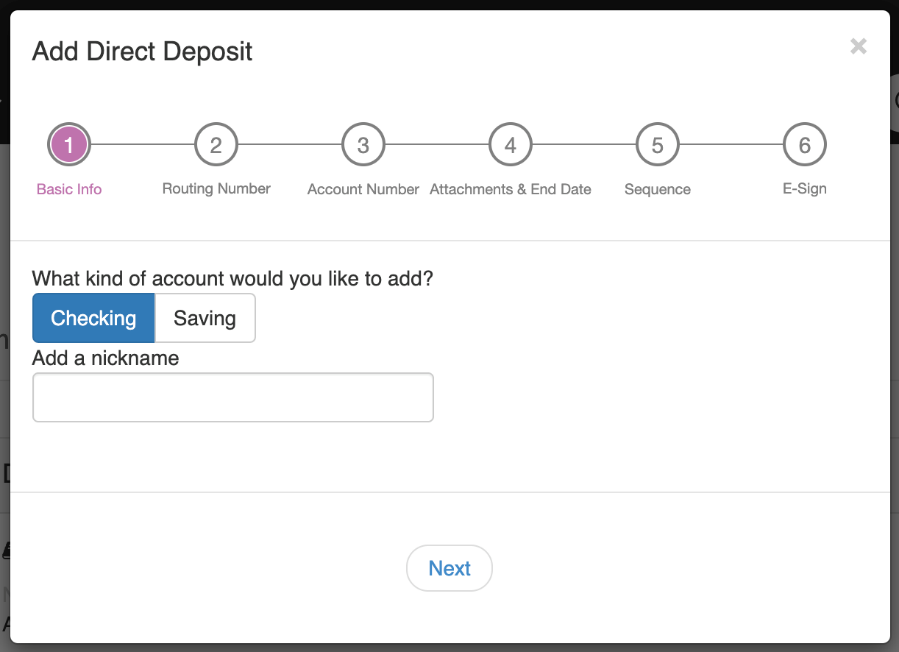 Add Direct Deposit ×
1 2 3 4 5 6
Basic Info Routing Number Account Number Attachments & End Date Sequence E-Sign
What kind of account would you like to add?
Checking Saving
Add a nickname
Next